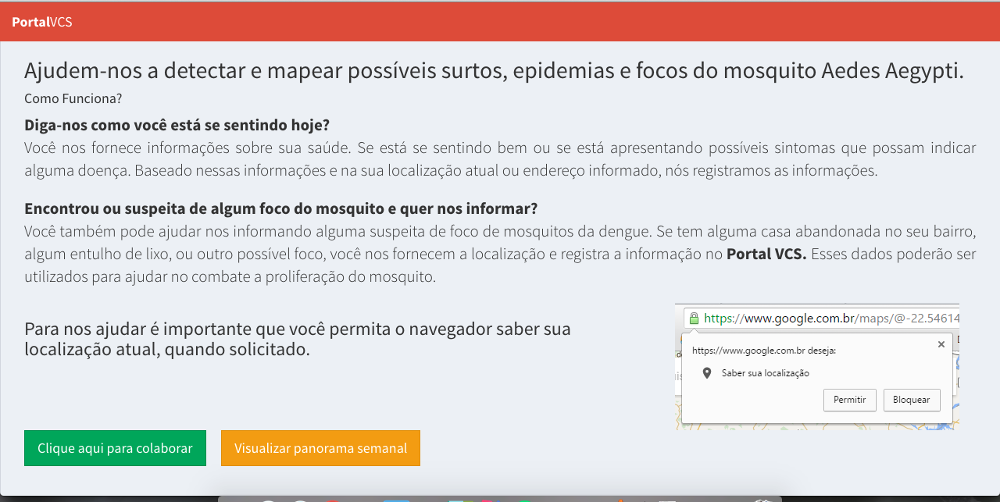 PortalVCS
Ajudem-nos a detectar e mapear possíveis surtos, epidemias e focos do mosquito Aedes Aegypti.
Como Funciona?
Diga-nos como você está se sentindo hoje?
Você nos fornece informações sobre sua saúde. Se está se sentindo bem ou se está apresentando possíveis sintomas que possam indicar
alguma doença. Baseado nessas informações e na sua localização atual ou endereço informado, nós registramos as informações.
Encontrou ou suspeita de algum foco do mosquito e quer nos informar?
Você também pode ajudar nos informando alguma suspeita de foco de mosquitos da dengue. Se tem alguma casa abandonada no seu bairro,
algum entulho de lixo, ou outro possível foco, você nos fornecem a localização e registra a informação no Portal VCS. Esses dados poderão ser
utilizados para ajudar no combate a proliferação do mosquito.
Para nos ajudar é importante que você permita o navegador saber sua
localização atual, quando solicitado.
https://www.google.com.br/maps/@-22.54614
https://www.google.com.br deseja:
Saber sua localização
Permitir
Bloquear
Clique aqui para colaborar
Visualizar panorama semanal